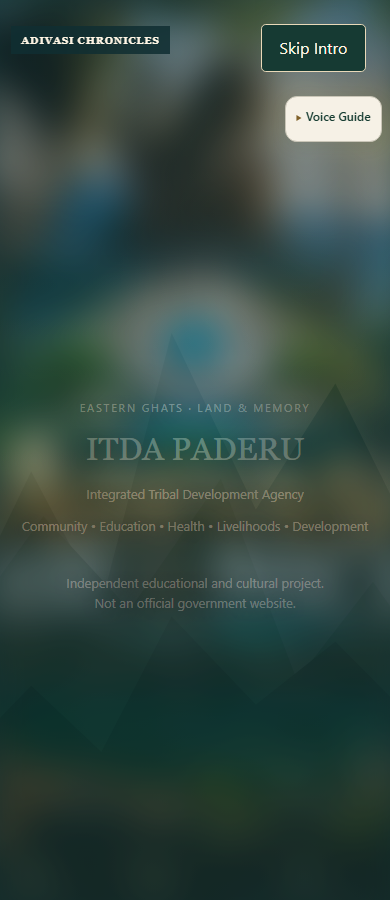 ADIVASI CHRONICLES
Skip Intro
▸ Voice Guide
EASTERN GHATS · LAND & MEMORY
ITDA PADERU
Integrated Tribal Development Agency
Community • Education • Health • Livelihoods • Development
Independent educational and cultural project.
Not an official government website.